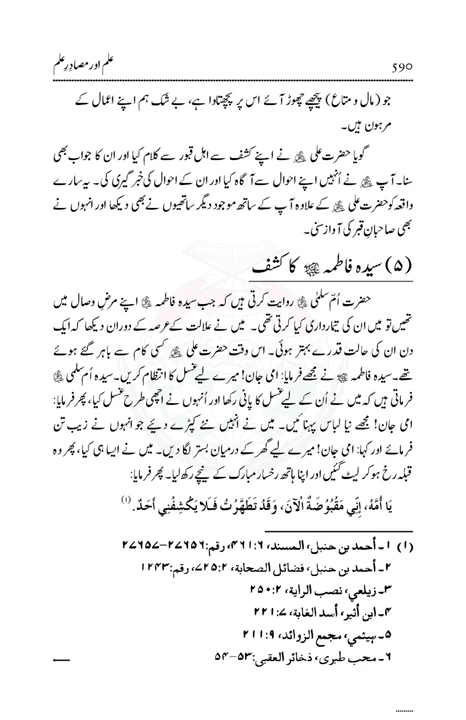 علم اور مصادرِ علم
590
جو (مال و متاع) پیچھے چھوڑ آئے اس پر پچھتاوا ہے، بے شک ہم اپنے اعمال کے
مرہون ہیں۔
گویا حضرت علی نے اپنے کشف سے اہلِ قبور سے کلام کیا اور ان کا جواب بھی
سنا۔ آپ نے اُنہیں اپنے احوال سے آگاہ کیا اور ان کے احوال کی خبر گیری کی۔ یہ سارے
واقعہ کو حضرت علی کے علاوہ آپ کے ساتھ موجود دیگر ساتھیوں نے بھی دیکھا اور انہوں نے
بھی صاحبانِ قبر کی آواز سنی۔
(۵) سیدہ فاطمہ کا کشف
حضرت اُمّ سلمٰی روایت کرتی ہیں کہ جب سیدہ فاطمہ اپنے مرضِ وصال میں
تھیں تو میں ان کی تیمارداری کیا کرتی تھی۔ میں نے علالت کے عرصہ کے دوران دیکھا کہ ایک
دن ان کی حالت قدرے بہتر ہوئی۔ اس وقت حضرت علی کسی کام سے باہر گئے ہوئے
تھے۔ سیدہ فاطمہ نے مجھے فرمایا: امی جان! میرے لیے غسل کا انتظام کریں۔ سیدہ اُم سلمی
فرماتی ہیں کہ میں نے اُن کے لیے غسل کا پانی رکھا اور اُنہوں نے اچھی طرح غسل کیا، پھر فرمایا:
امی جان! مجھے نیا لباس پہنائیں۔ میں نے انہیں نئے کپڑے دیے جو انہوں نے زیب تن
فرمائے اور کہا: امی جان! میرے لیے گھر کے درمیان بستر لگا دیں۔ میں نے ایسا ہی کیا، پھر وہ
قبلہ رخ ہو کر لیٹ گئیں اور اپنا ہاتھ رخسار مبارک کے نیچے رکھ لیا۔ پھر فرمایا:
يَا أُمَّهْ، إِنِّي مَقْبُوضَةٌ الْآنَ، وَقَدْ تَطَهَّرْتُ فَلَا يَكْشِفُنِي أَحَدٌ. (۱)
(۱) ۱۔ أحمد بن حنبل، المسند، ۶:۴۶۱، رقم:۲۷۶۵۶-۲۷۶۵۷
۲۔ أحمد بن حنبل، فضائل الصحابة، ۲:۷۲۵، رقم:۱۲۴۳
۳۔ زيلعي، نصب الراية، ۲:۲۵۰
۴۔ ابن أثير، أسد الغابة، ۷:۲۲۱
۵۔ هيثمي، مجمع الزوائد، ۹:۲۱۱
۶۔ محب طبري، ذخائر العقبى:۵۳-۵۴